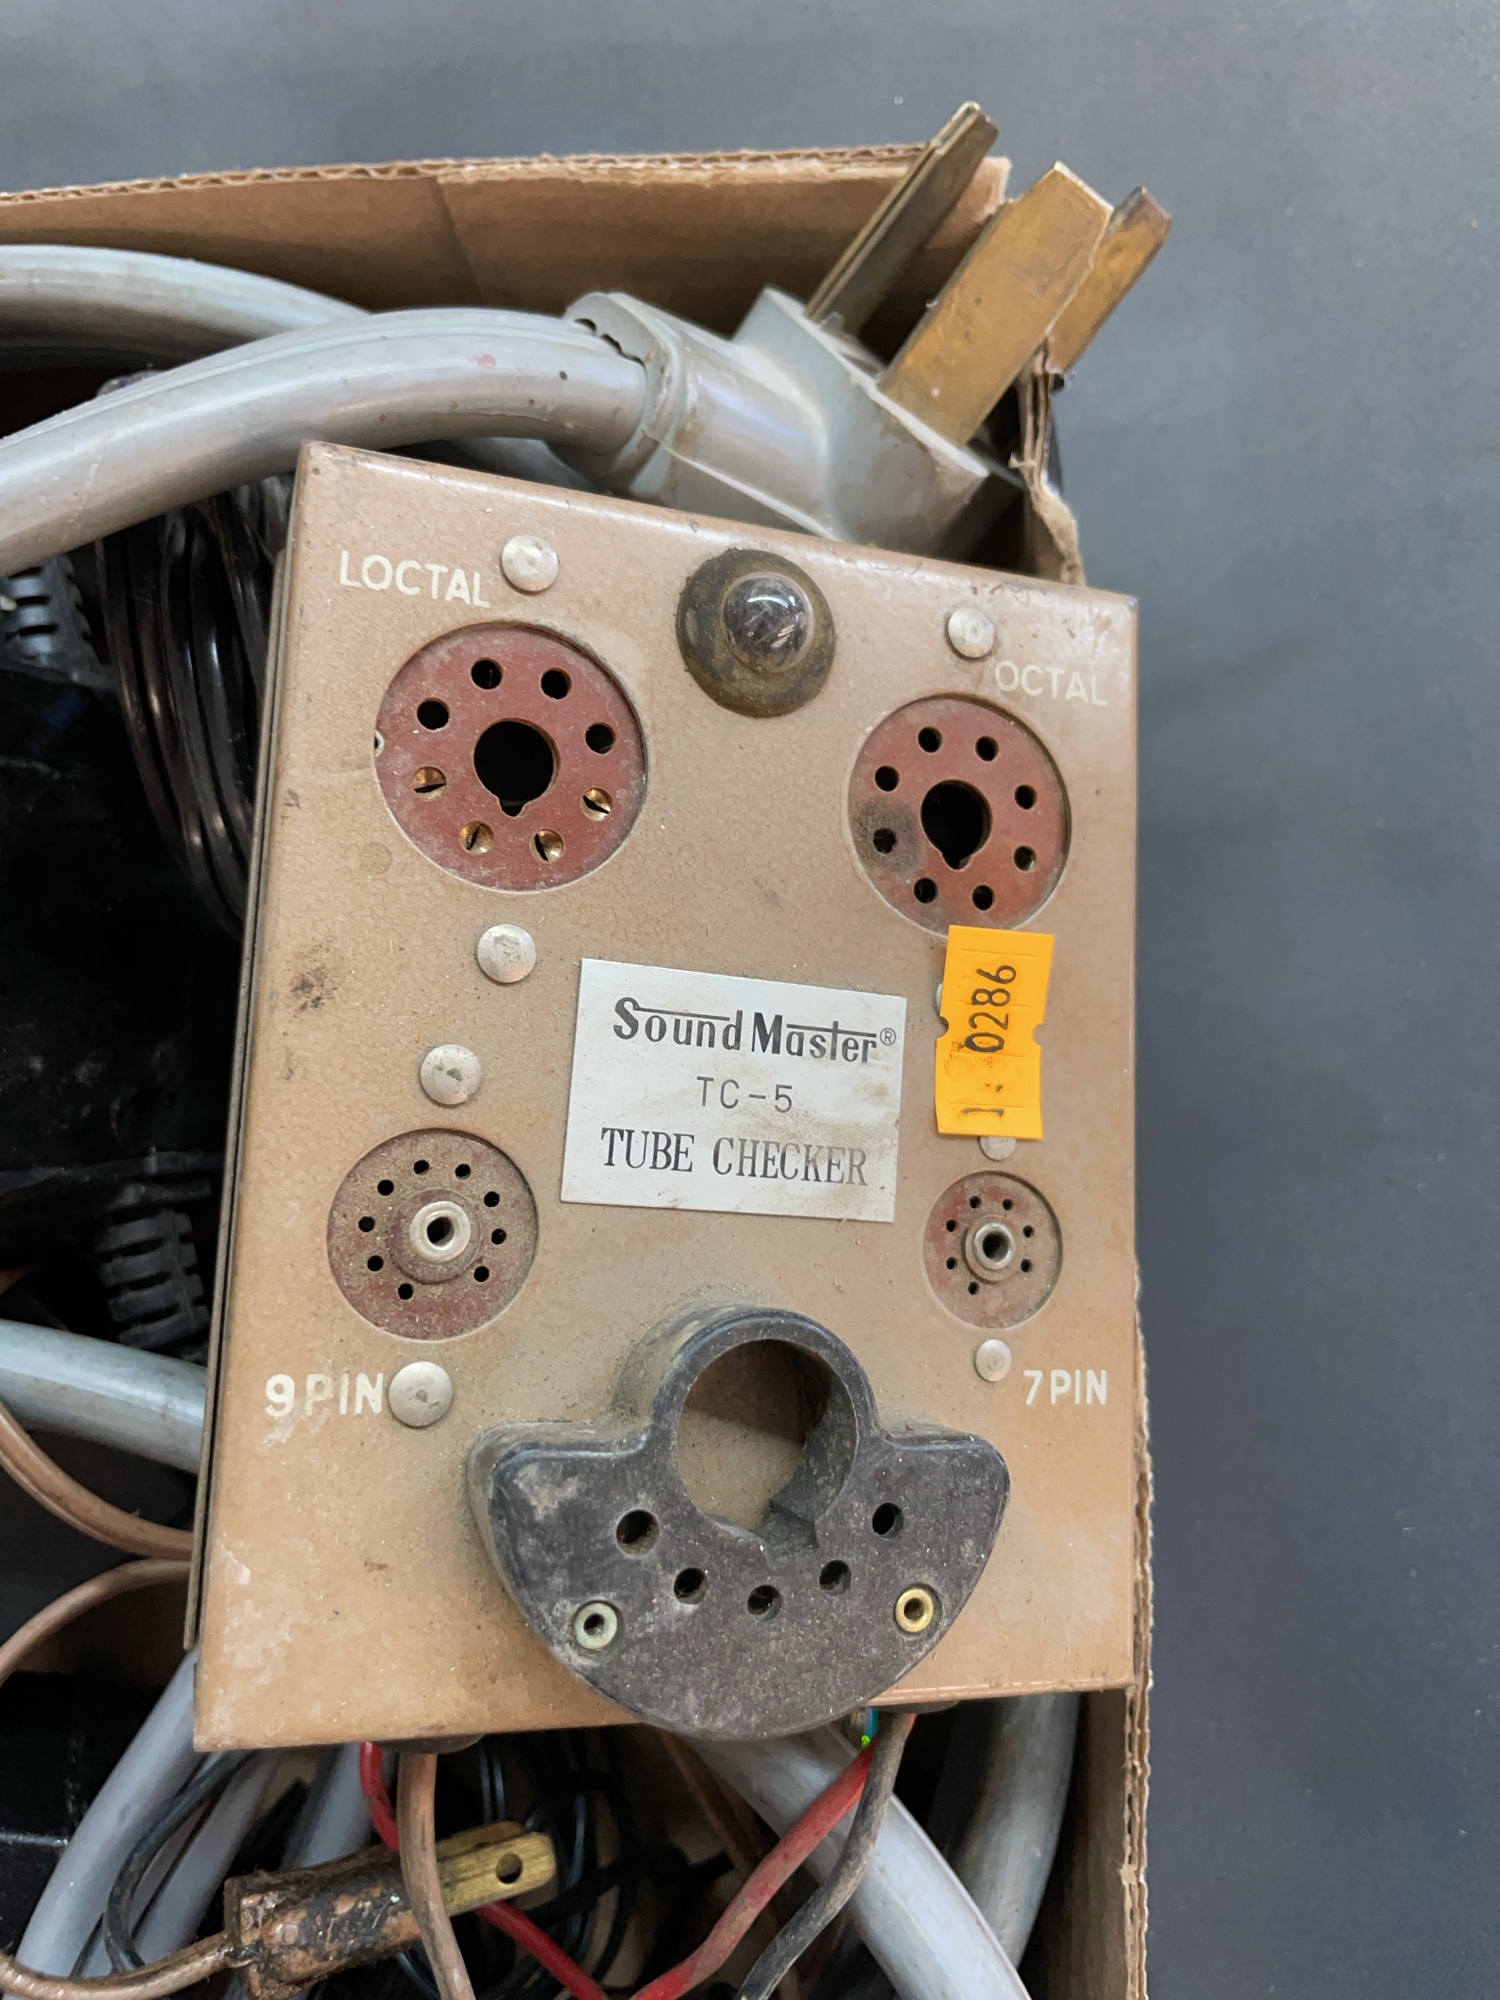 LOCTAL
OCTAL
Sound Master®
TC-5
TUBE CHECKER
0286
9PIN
7PIN